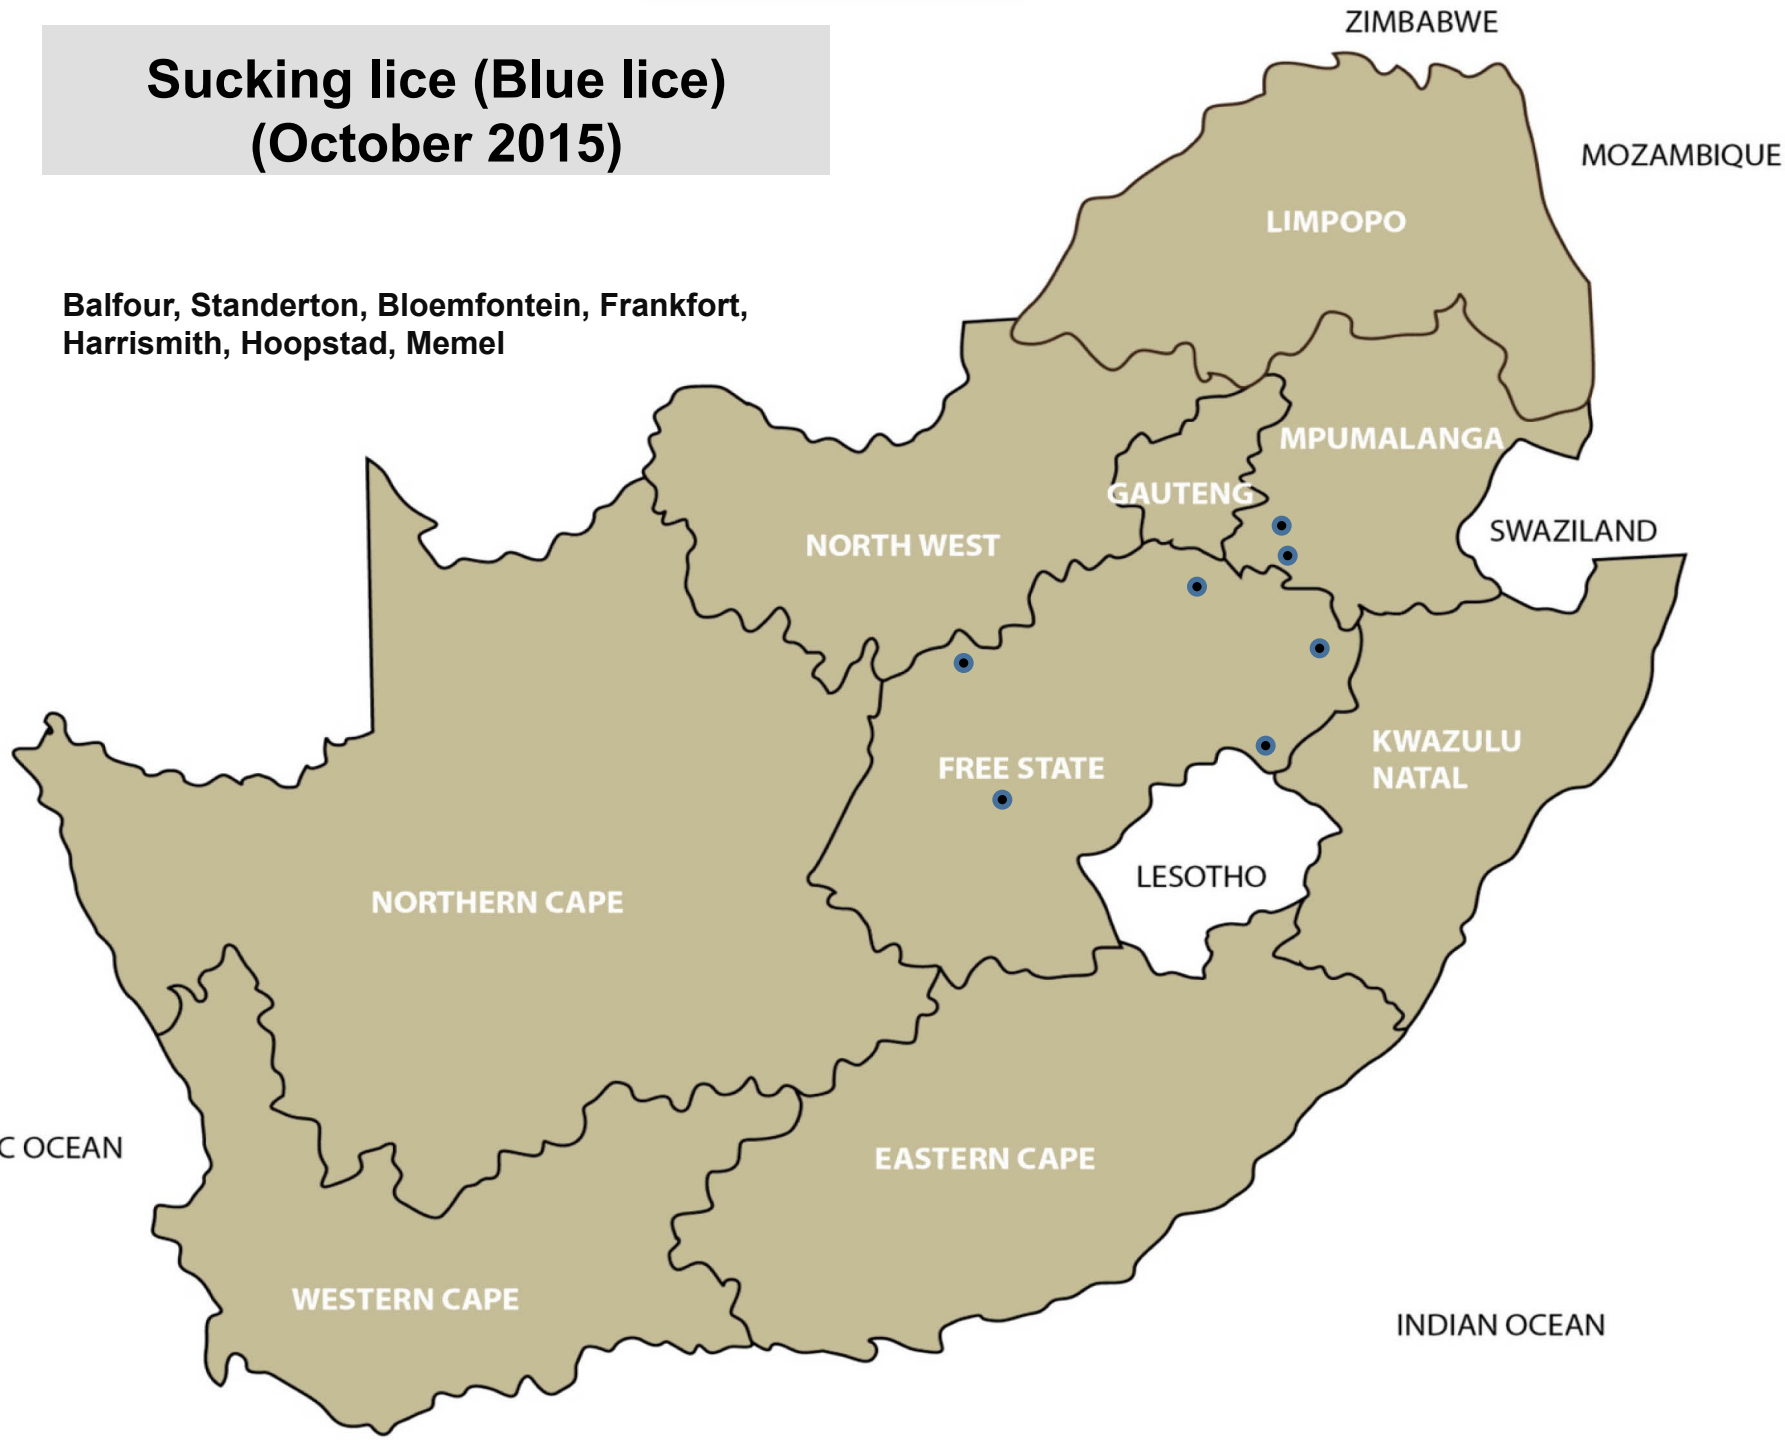 Sucking lice (Blue lice)
(October 2015)
Balfour, Standerton, Bloemfontein, Frankfort,
Harrismith, Hoopstad, Memel
ZIMBABWE
MOZAMBIQUE
LIMPOPO
MPUMALANGA
GAUTENG
SWAZILAND
NORTH WEST
KWAZULU
NATAL
FREE STATE
LESOTHO
NORTHERN CAPE
C OCEAN
EASTERN CAPE
WESTERN CAPE
INDIAN OCEAN